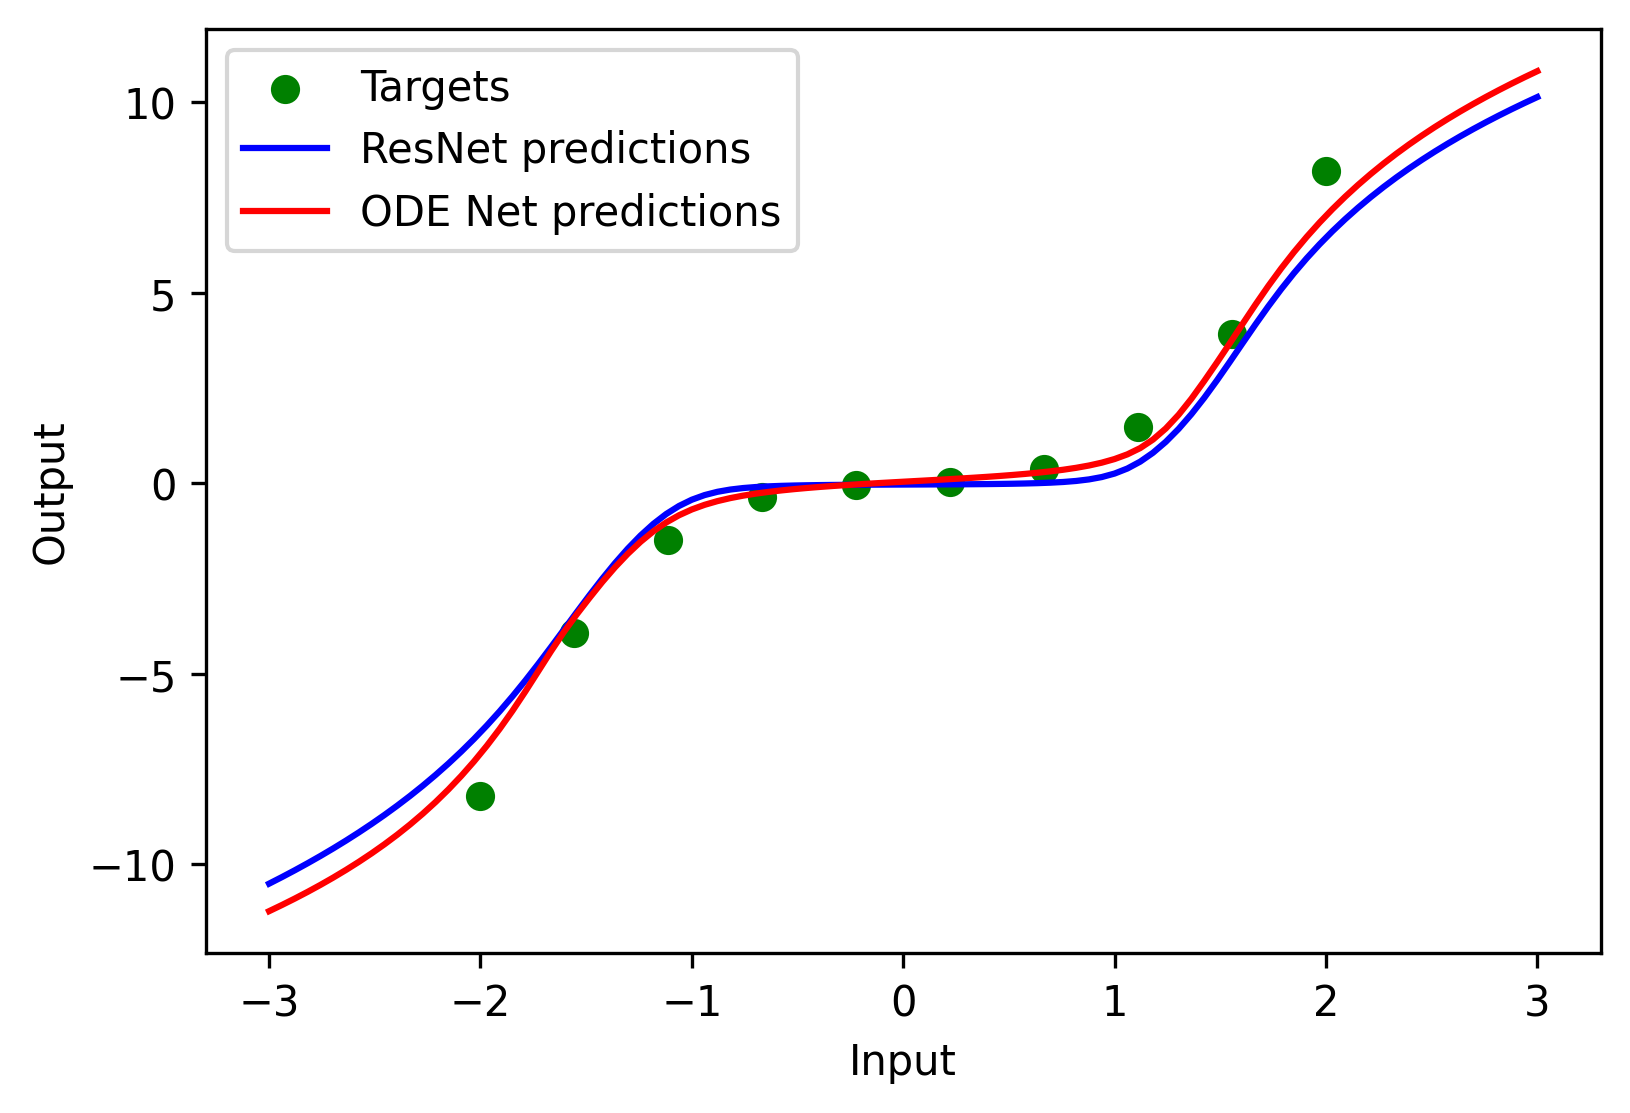 Targets
ResNet predictions
ODE Net predictions
10
5
0
−5
−10
Output
−3 −2 −1 0 1 2 3
Input